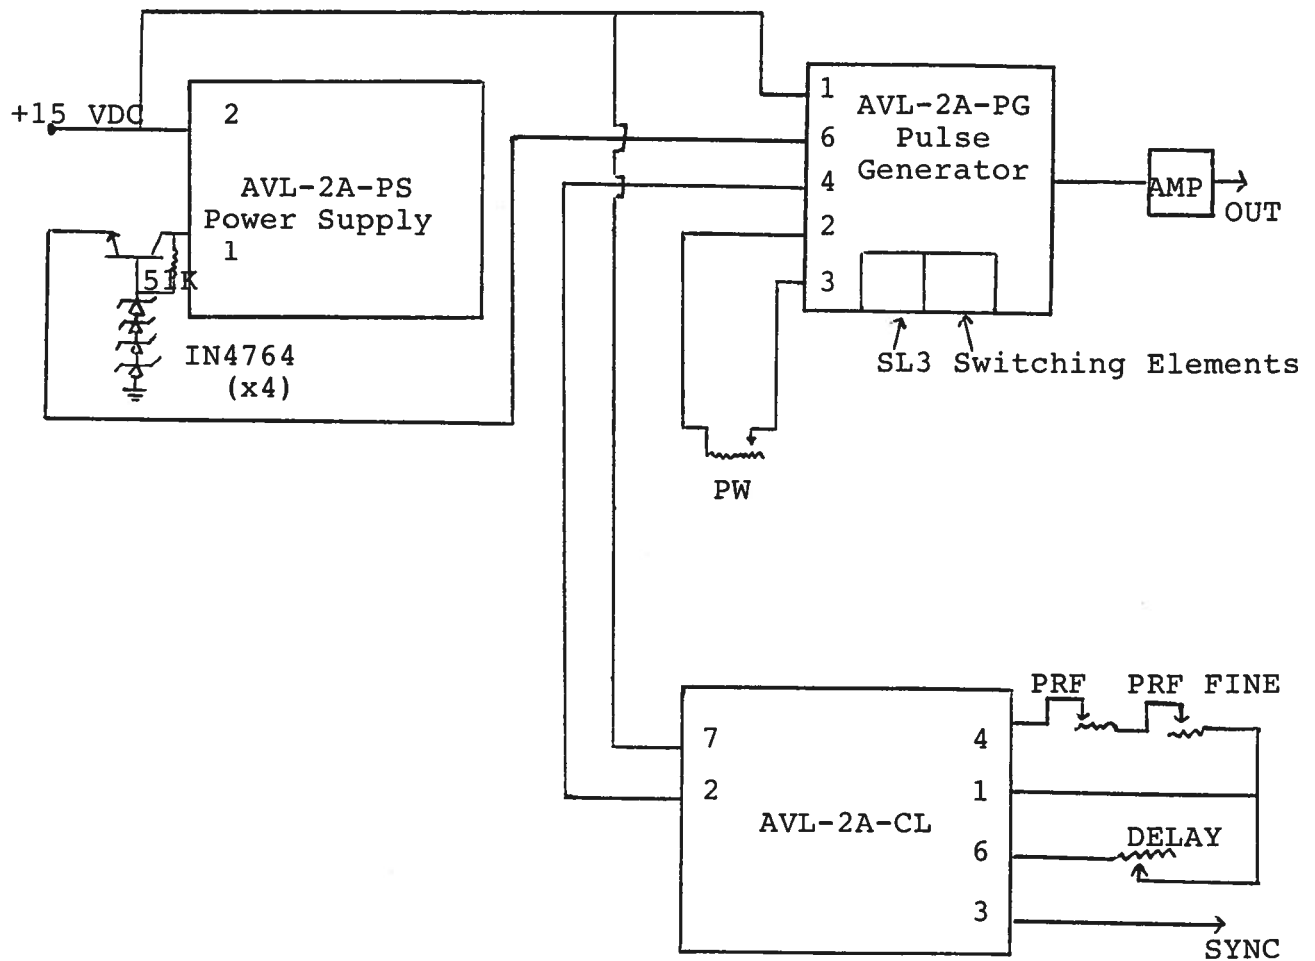 +15 VDC
2
AVL-2A-PS
Power Supply
1
51K
IN4764
(x4)
1
6
4
2
3
AVL-2A-PG
Pulse
Generator
AMP
OUT
SL3 Switching Elements
PW
PRF PRF FINE
7
2
AVL-2A-CL
4
1
6
3
DELAY
SYNC